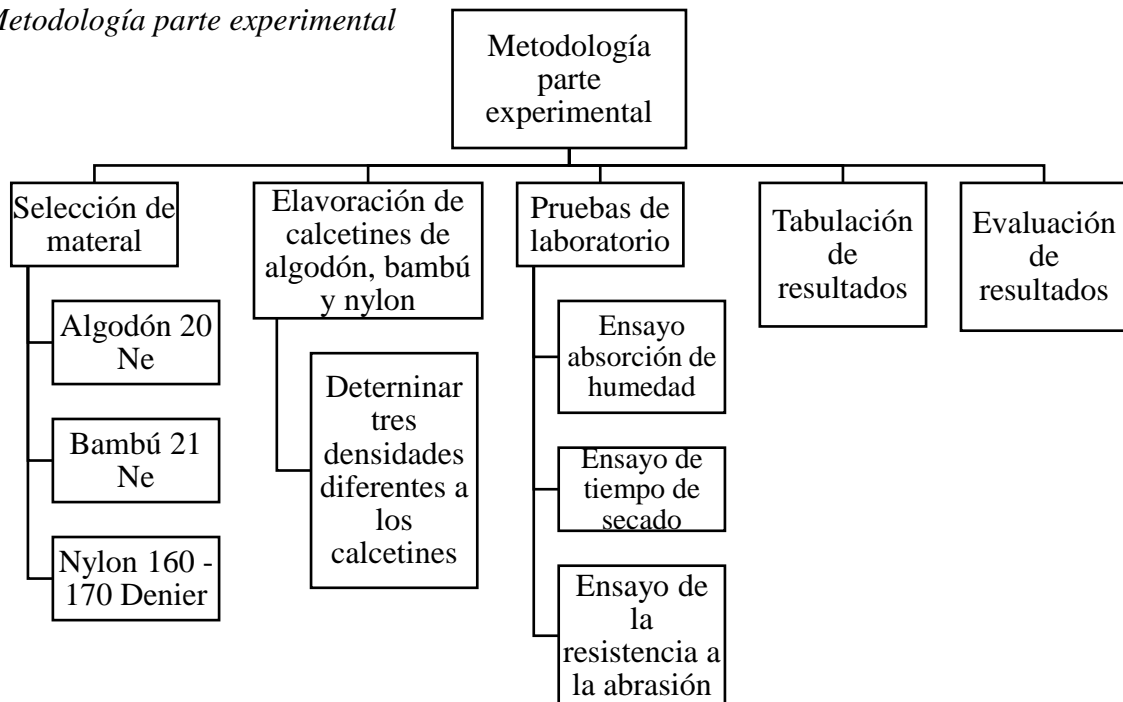 Metodología parte experimental
Metodología
parte
experimental
Selección de
materal
Algodón 20
Ne
Bambú 21
Ne
Nylon 160 -
170 Denier
Elavoración de
calcetines de
algodón, bambú
y nylon
Deterninar
tres
densidades
diferentes a
los
calcetines
Pruebas de
laboratorio
Ensayo
absorción de
humedad
Ensayo de
tiempo de
secado
Ensayo de
la
resistencia a
la abrasión
Tabulación
de
resultados
Evaluación
de
resultados